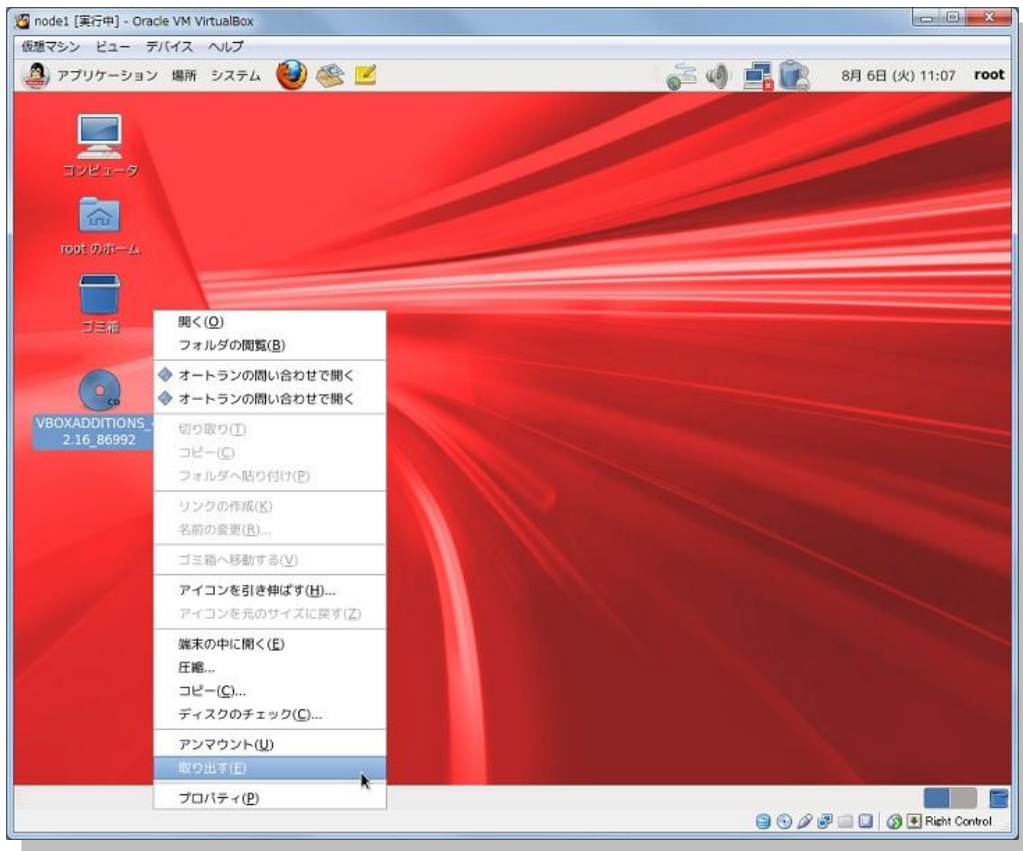 node1 [実行中] - Oracle VM VirtualBox
仮想マシン ビュー デバイス ヘルプ
アプリケーション 場所 システム 8月 6日 (火) 11:07 root
コンピュータ
root のホーム
ゴミ箱
CD
VBOXADDITIONS_
2.16_86992
開く(O)
フォルダの閲覧(B)
オートランの問い合わせで開く
オートランの問い合わせで開く
切り取り(T)
コピー(C)
フォルダへ貼り付け(P)
リンクの作成(K)
名前の変更(R)...
ゴミ箱へ移動する(V)
アイコンを引き伸ばす(H)...
アイコンを元のサイズに戻す(Z)
端末の中に開く(E)
圧縮...
コピー(C)...
ディスクのチェック(C)...
アンマウント(U)
取り出す(E)
プロパティ(P)
Right Control